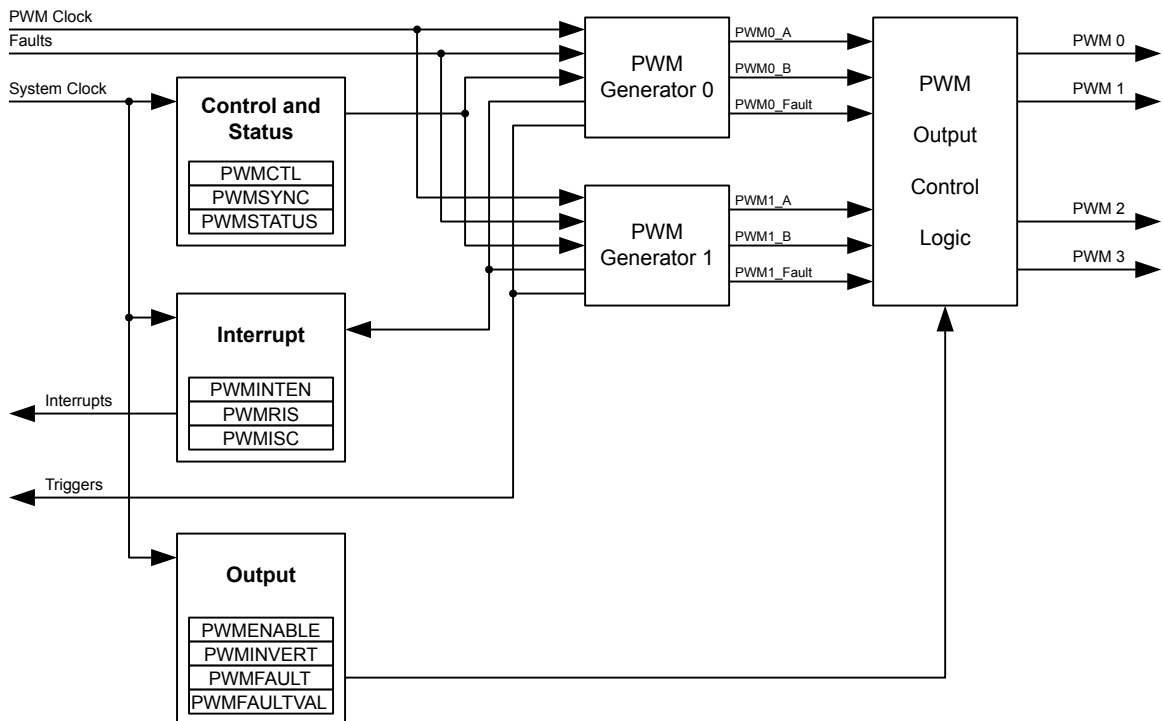 PWM Clock
Faults
System Clock
Control and
Status
PWMCTL
PWMSYNC
PWMSTATUS
Interrupt
PWMINTEN
PWMRIS
PWMISC
Interrupts
Triggers
Output
PWMENABLE
PWMINVERT
PWMFAULT
PWMFAULTVAL
PWM
Generator 0
PWM0_A
PWM0_B
PWM0_Fault
PWM
Generator 1
PWM1_A
PWM1_B
PWM1_Fault
PWM
Output
Control
Logic
PWM 0
PWM 1
PWM 2
PWM 3